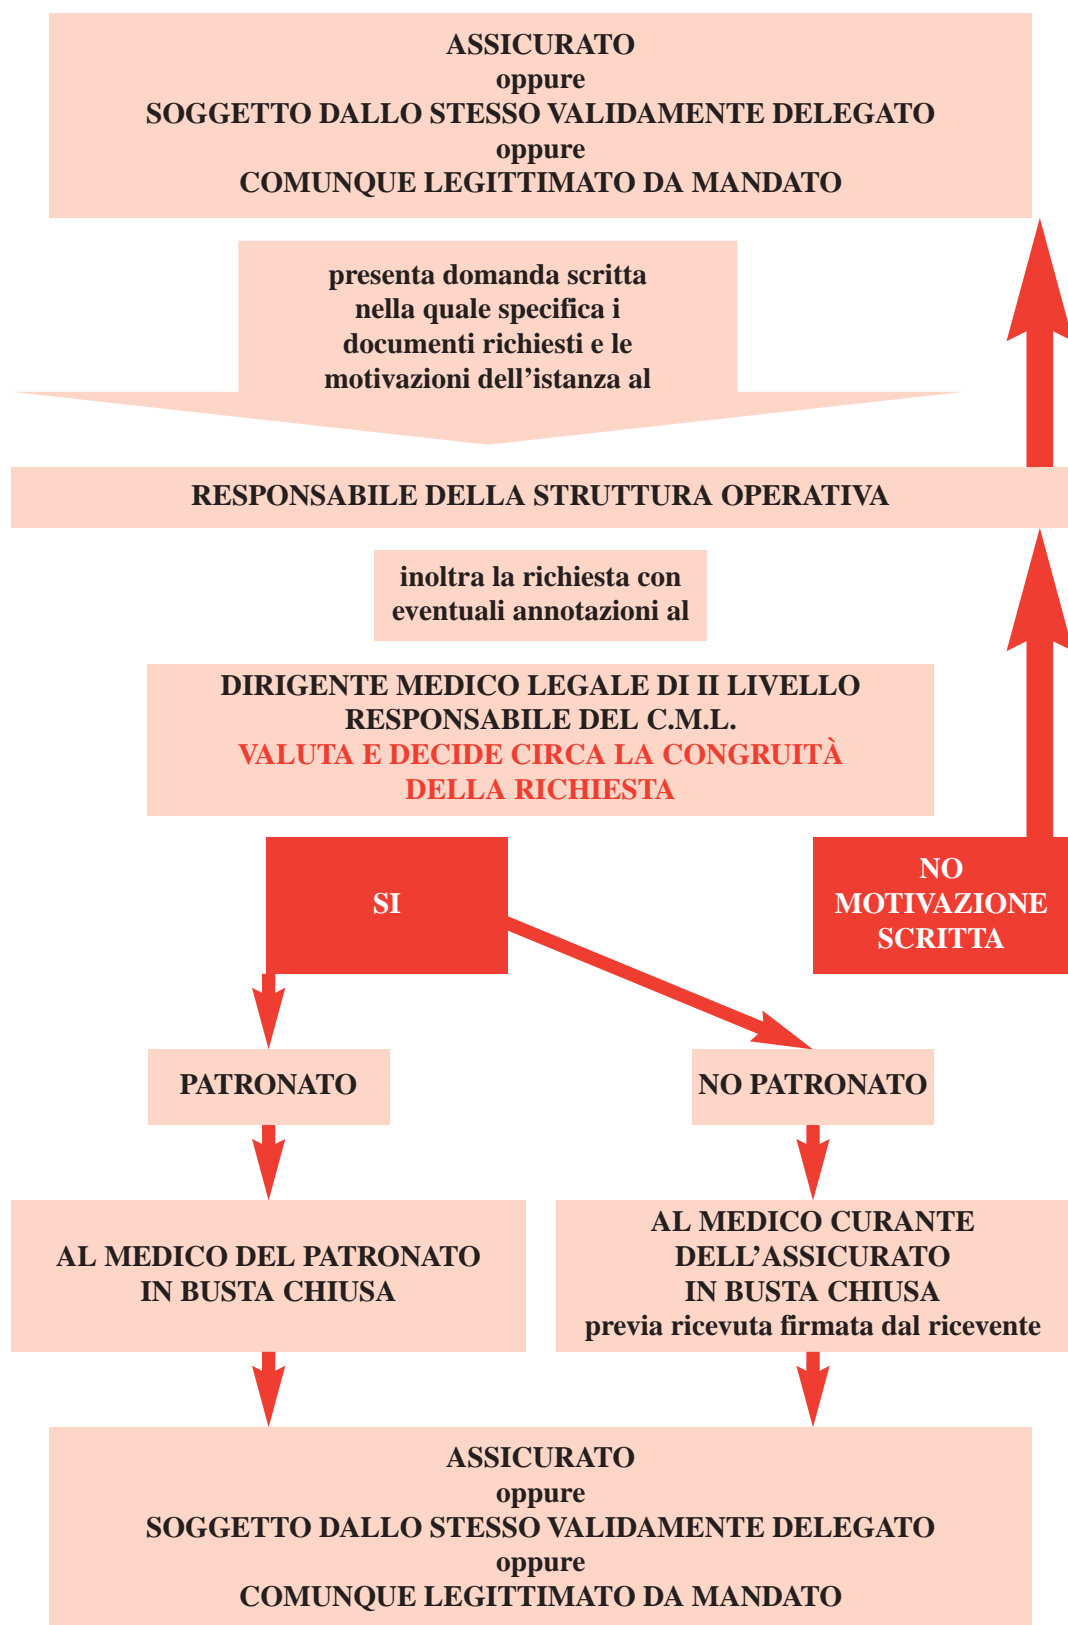 ASSICURATO
oppure
SOGGETTO DALLO STESSO VALIDAMENTE DELEGATO
oppure
COMUNQUE LEGITTIMATO DA MANDATO
presenta domanda scritta
nella quale specifica i
documenti richiesti e le
motivazioni dell'istanza al
RESPONSABILE DELLA STRUTTURA OPERATIVA
inoltra la richiesta con
eventuali annotazioni al
DIRIGENTE MEDICO LEGALE DI II LIVELLO
RESPONSABILE DEL C.M.L.
VALUTA E DECIDE CIRCA LA CONGRUITÀ
DELLA RICHIESTA
SI
NO
MOTIVAZIONE
SCRITTA
PATRONATO
NO PATRONATO
AL MEDICO DEL PATRONATO
IN BUSTA CHIUSA
AL MEDICO CURANTE
DELL'ASSICURATO
IN BUSTA CHIUSA
previa ricevuta firmata dal ricevente
ASSICURATO
oppure
SOGGETTO DALLO STESSO VALIDAMENTE DELEGATO
oppure
COMUNQUE LEGITTIMATO DA MANDATO